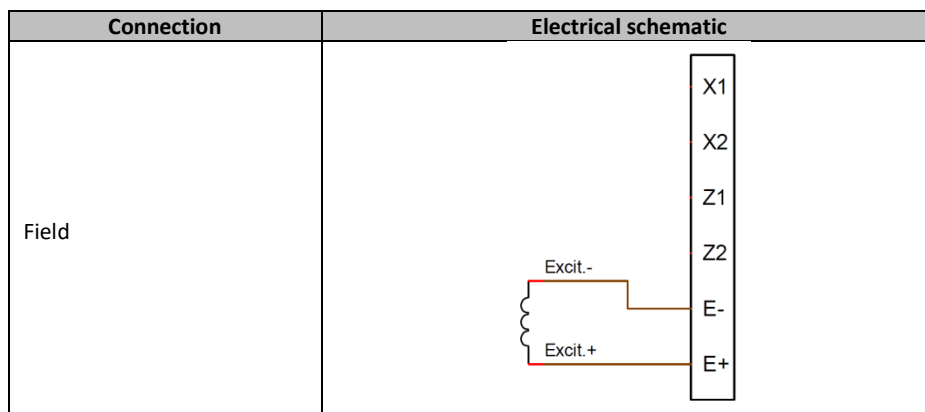 Connection
Electrical schematic
Field
X1
X2
Z1
Z2
Excit.-
E-
Excit.+
E+